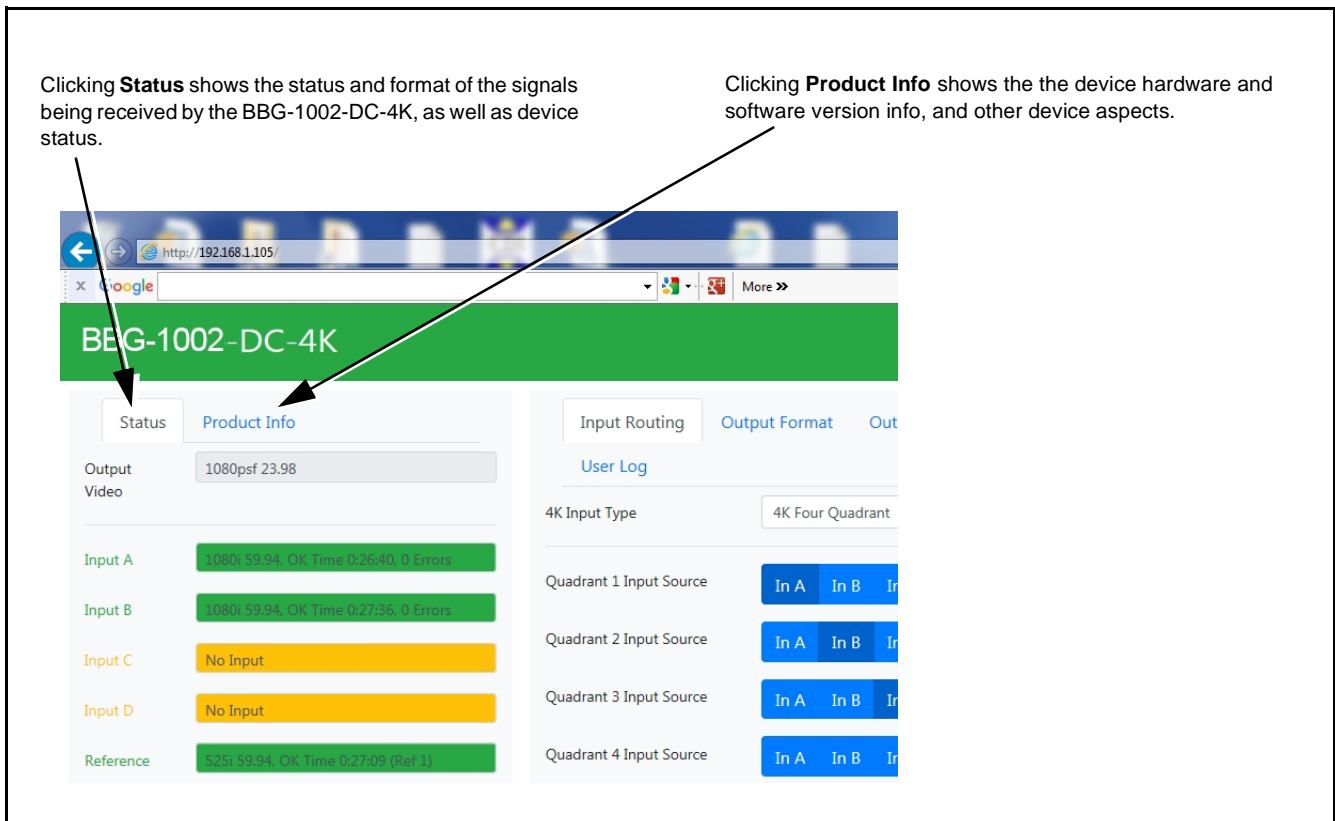 Clicking Status shows the status and format of the signals
being received by the BBG-1002-DC-4K, as well as device
status.
Clicking Product Info shows the the device hardware and
software version info, and other device aspects.
http://192.168.1.105/
x Google
More »
BBG-1002-DC-4K
Status Product Info
Output
Video
1080psf 23.98
Input A 1080i 59.94, OK Time 0:26:40, 0 Errors
Input B 1080i 59.94, OK Time 0:27:36, 0 Errors
Input C No Input
Input D No Input
Reference 525i 59.94, OK Time 0:27:09 (Ref 1)
Input Routing Output Format Out
User Log
4K Input Type 4K Four Quadrant
Quadrant 1 Input Source In A In B In
Quadrant 2 Input Source In A In B In
Quadrant 3 Input Source In A In B In
Quadrant 4 Input Source In A In B In